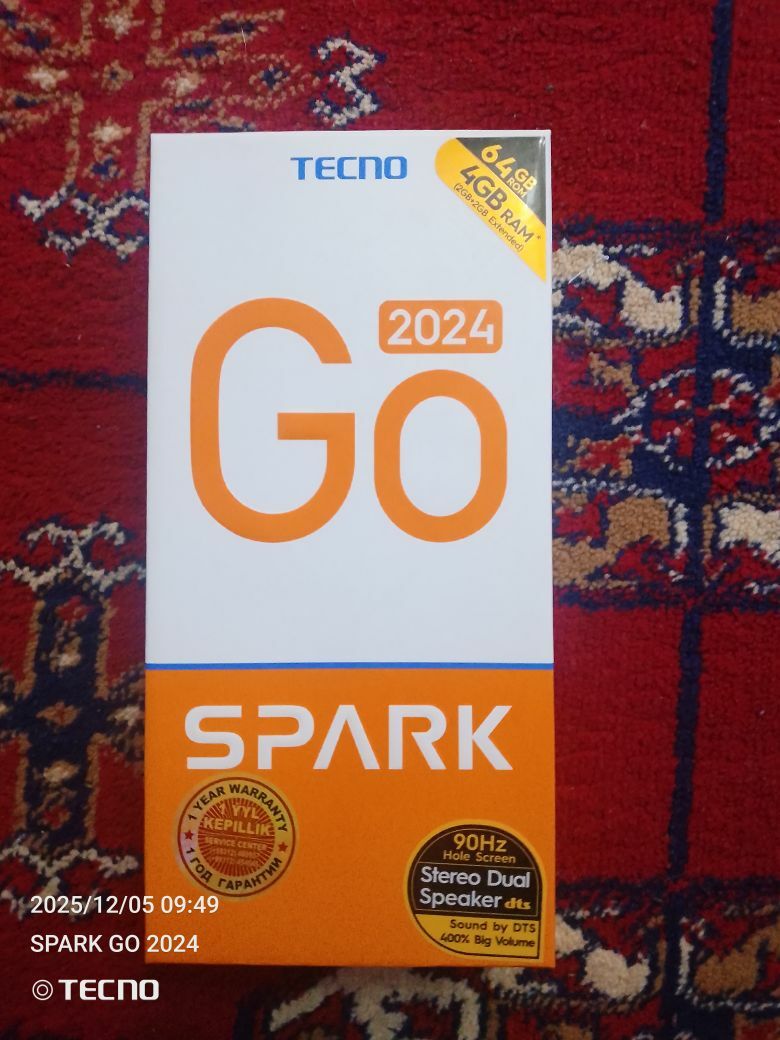 TECNO
64GB
ROM
4GB RAM*
(2GB+2GB Extended)
2024
Go
SPARK
1 YEAR WARRANTY
1 YYL
KEPILLIK
SERVICE CENTER
1 ГОД ГАРАНТИИ
90Hz
Hole Screen
Stereo Dual
Speaker dts
Sound by DTS
400% Big Volume
2025/12/05 09:49
SPARK GO 2024
TECNO